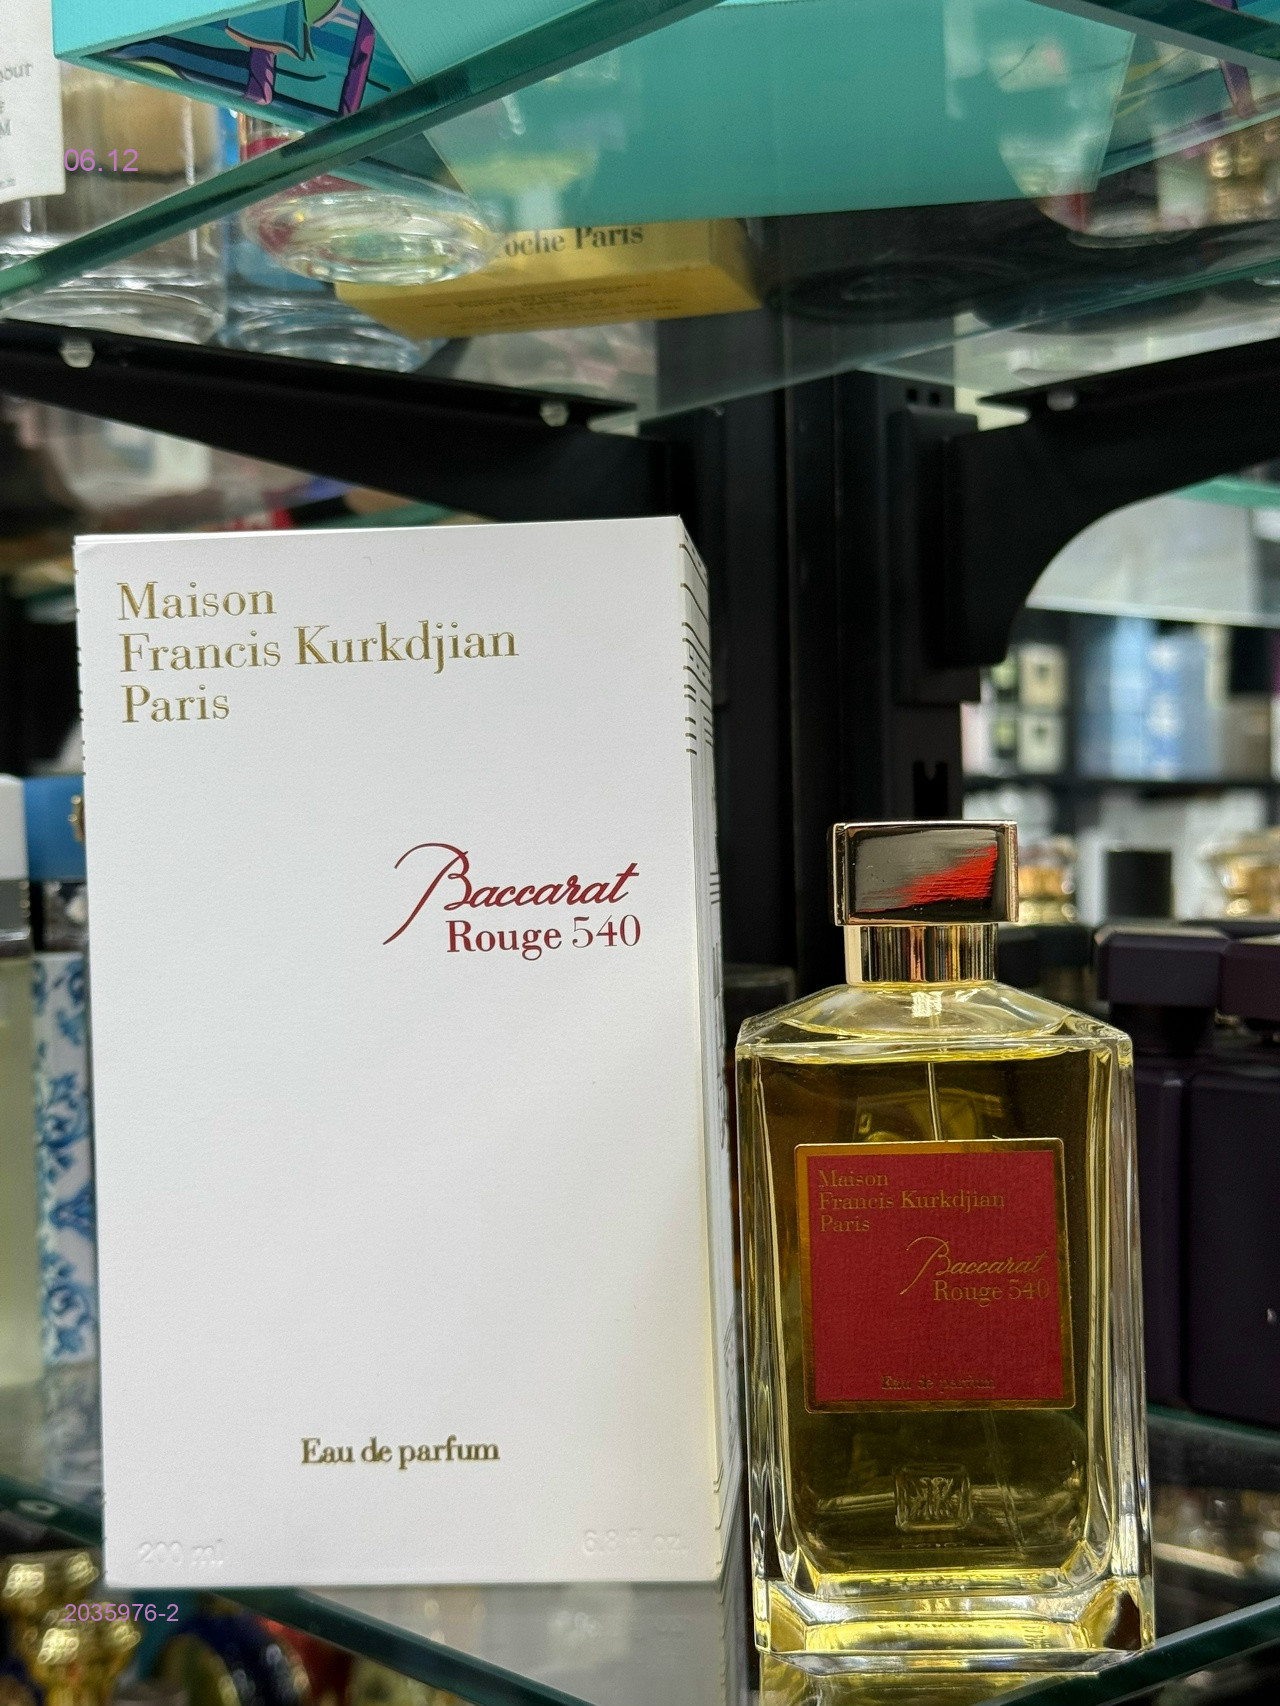 06.12
oche Paris
Maison
Francis Kurkdjian
Paris
Baccarat
Rouge 540
Eau de parfum
200 ml
6.8 fl.oz.
Maison
Francis Kurkdjian
Paris
Baccarat
Rouge 540
Eau de parfum
2035976-2